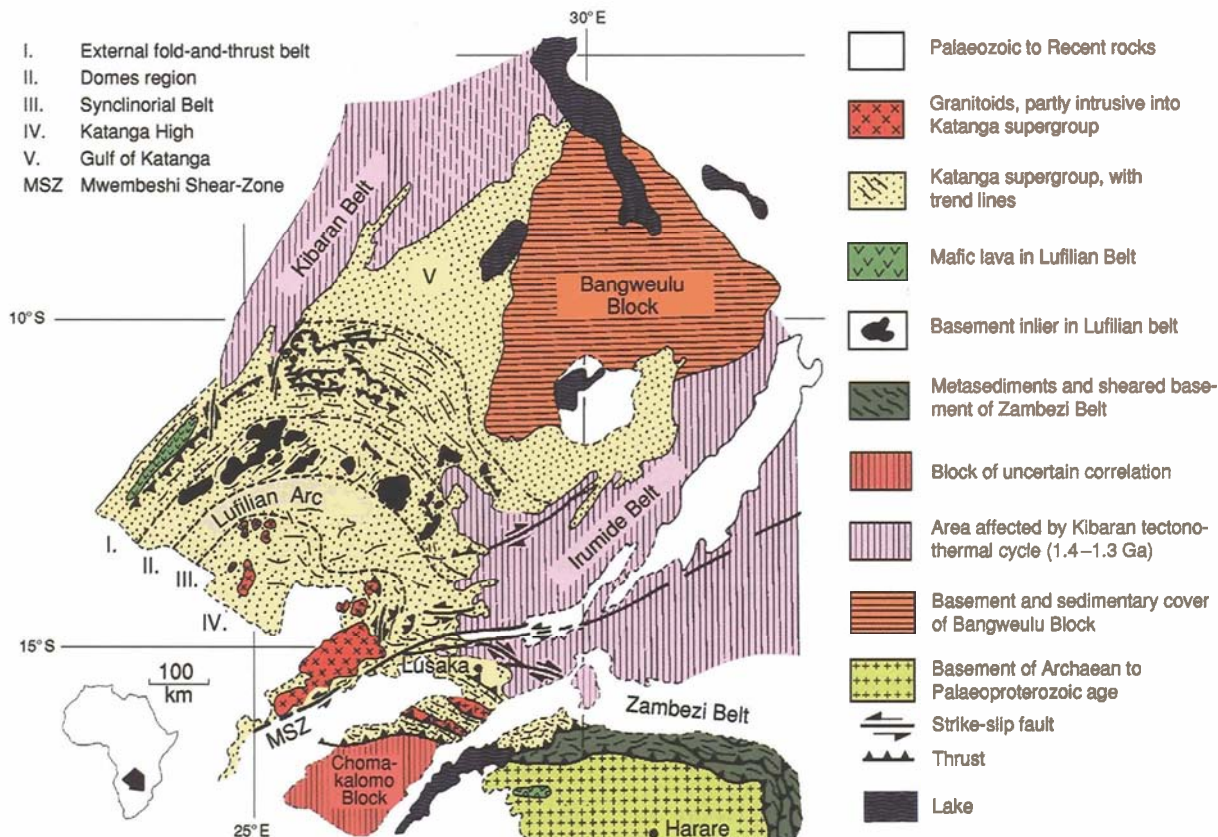 I. External fold-and-thrust belt
II. Domes region
III. Synclinorial Belt
IV. Katanga High
V. Gulf of Katanga
MSZ Mwembeshi Shear-Zone
30°E
Kibaran Belt
V
Bangweulu
Block
10°S
Lufilian Arc
Irumide Belt
I.
II.
III.
IV.
15°S
100
km
Lusaka
MSZ
Zambezi Belt
Choma-
kalomo
Block
25°E
Harare
Palaeozoic to Recent rocks
Granitoids, partly intrusive into
Katanga supergroup
Katanga supergroup, with
trend lines
Mafic lava in Lufilian Belt
Basement inlier in Lufilian belt
Metasediments and sheared base-
ment of Zambezi Belt
Block of uncertain correlation
Area affected by Kibaran tectono-
thermal cycle (1.4–1.3 Ga)
Basement and sedimentary cover
of Bangweulu Block
Basement of Archaean to
Palaeoproterozoic age
Strike-slip fault
Thrust
Lake